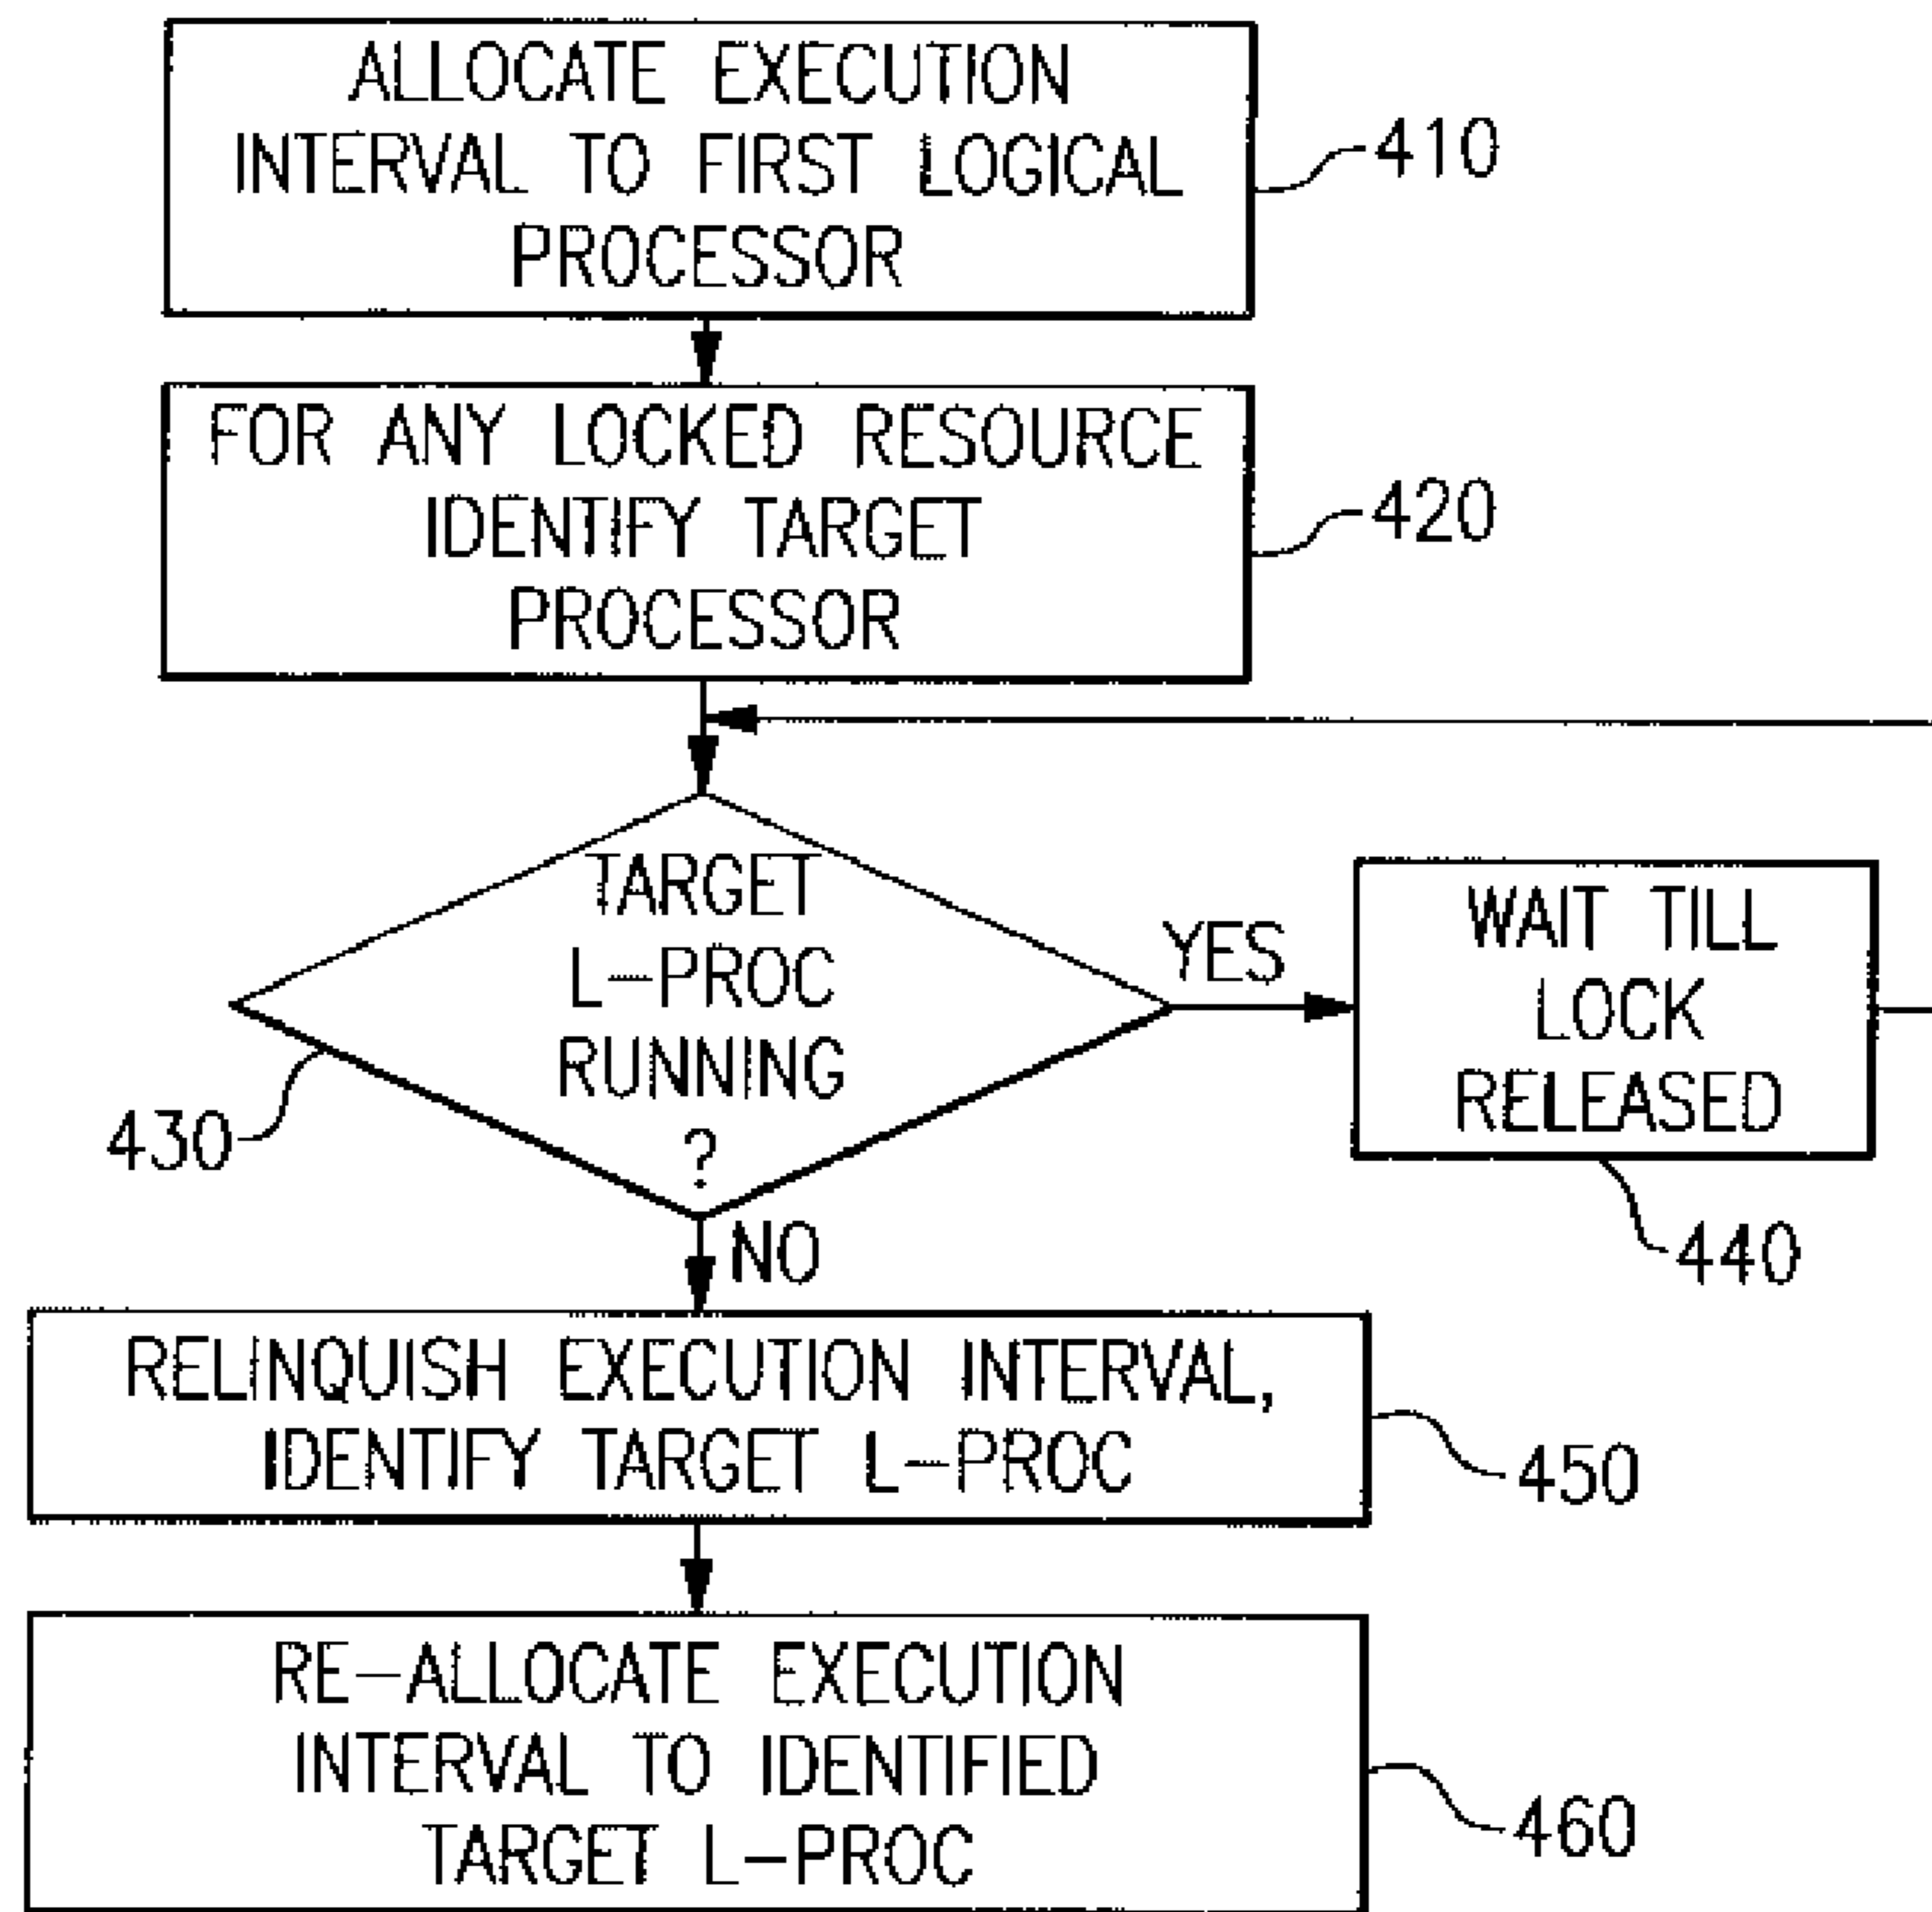 ALLOCATE EXECUTION
INTERVAL TO FIRST LOGICAL
PROCESSOR
410
FOR ANY LOCKED RESOURCE
IDENTIFY TARGET
PROCESSOR
420
TARGET
L-PROC
RUNNING
?
430
YES
WAIT TILL
LOCK
RELEASED
440
NO
RELINQUISH EXECUTION INTERVAL,
IDENTIFY TARGET L-PROC
450
RE-ALLOCATE EXECUTION
INTERVAL TO IDENTIFIED
TARGET L-PROC
460